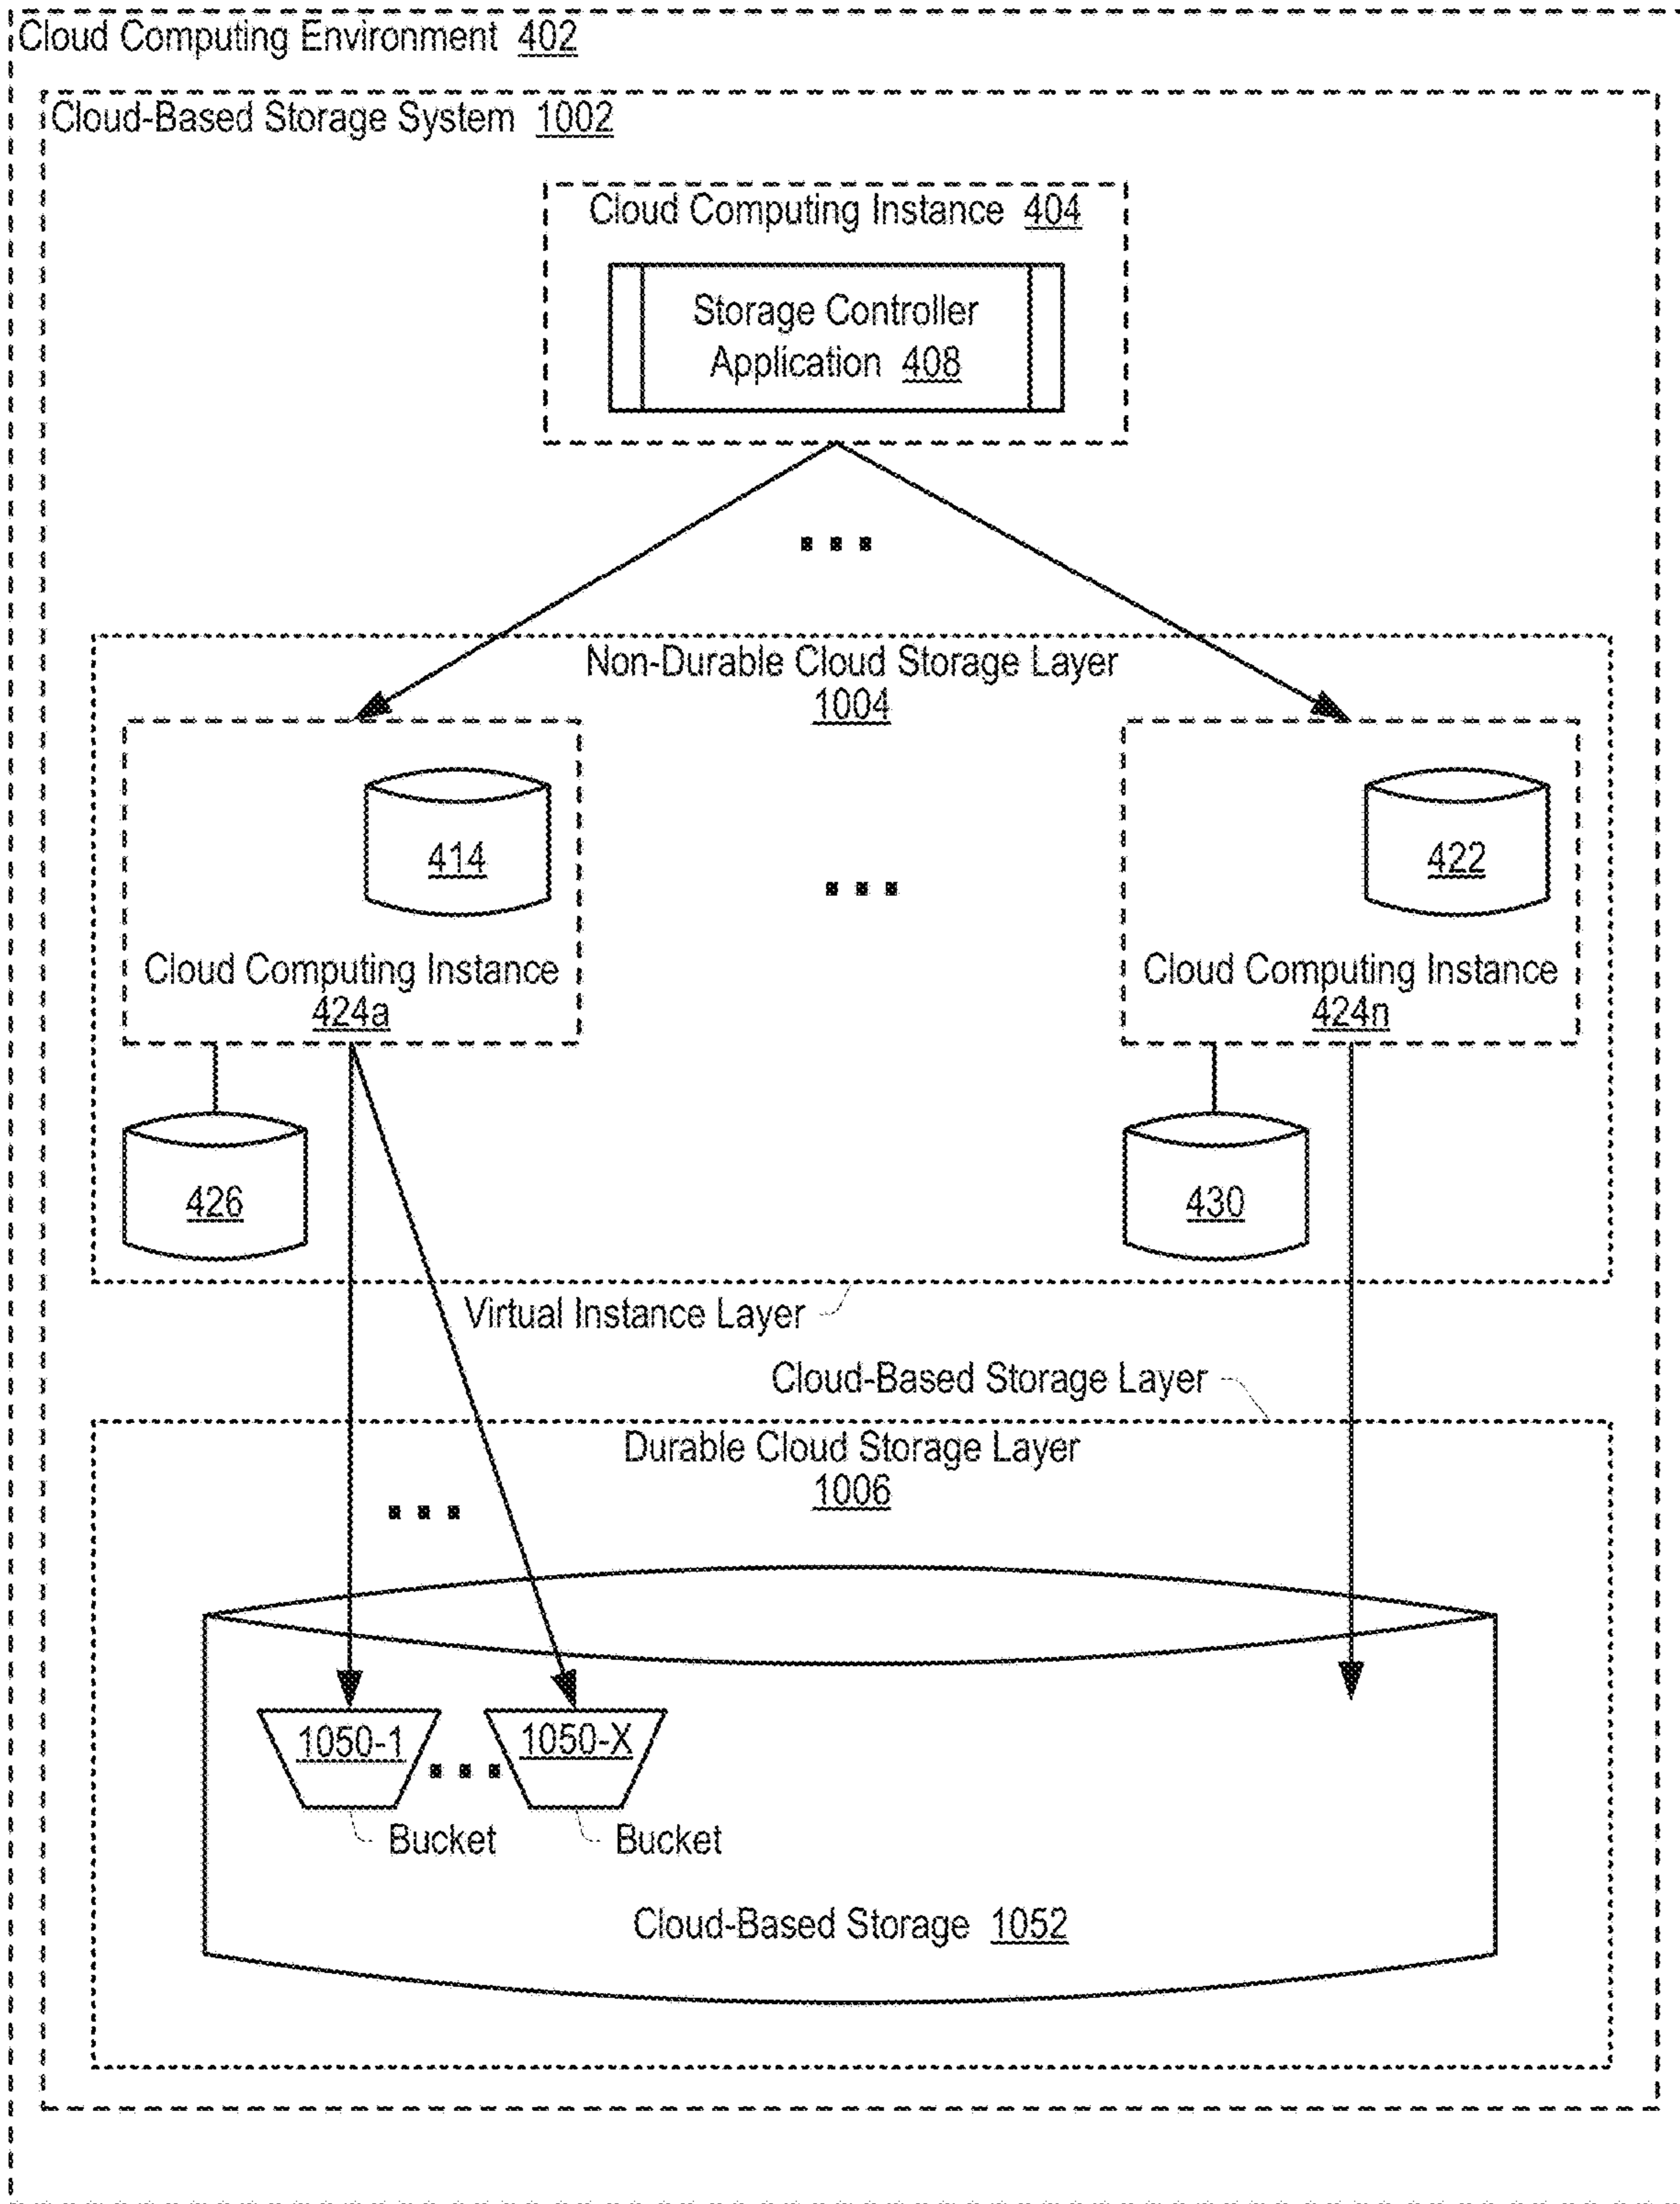 Cloud Computing Environment 402
Cloud-Based Storage System 1002
Cloud Computing Instance 404
Storage Controller
Application 408
Non-Durable Cloud Storage Layer
1004
414
422
Cloud Computing Instance
424a
Cloud Computing Instance
424n
426
430
Virtual Instance Layer
Cloud-Based Storage Layer
Durable Cloud Storage Layer
1006
1050-1
1050-X
Bucket
Bucket
Cloud-Based Storage 1052